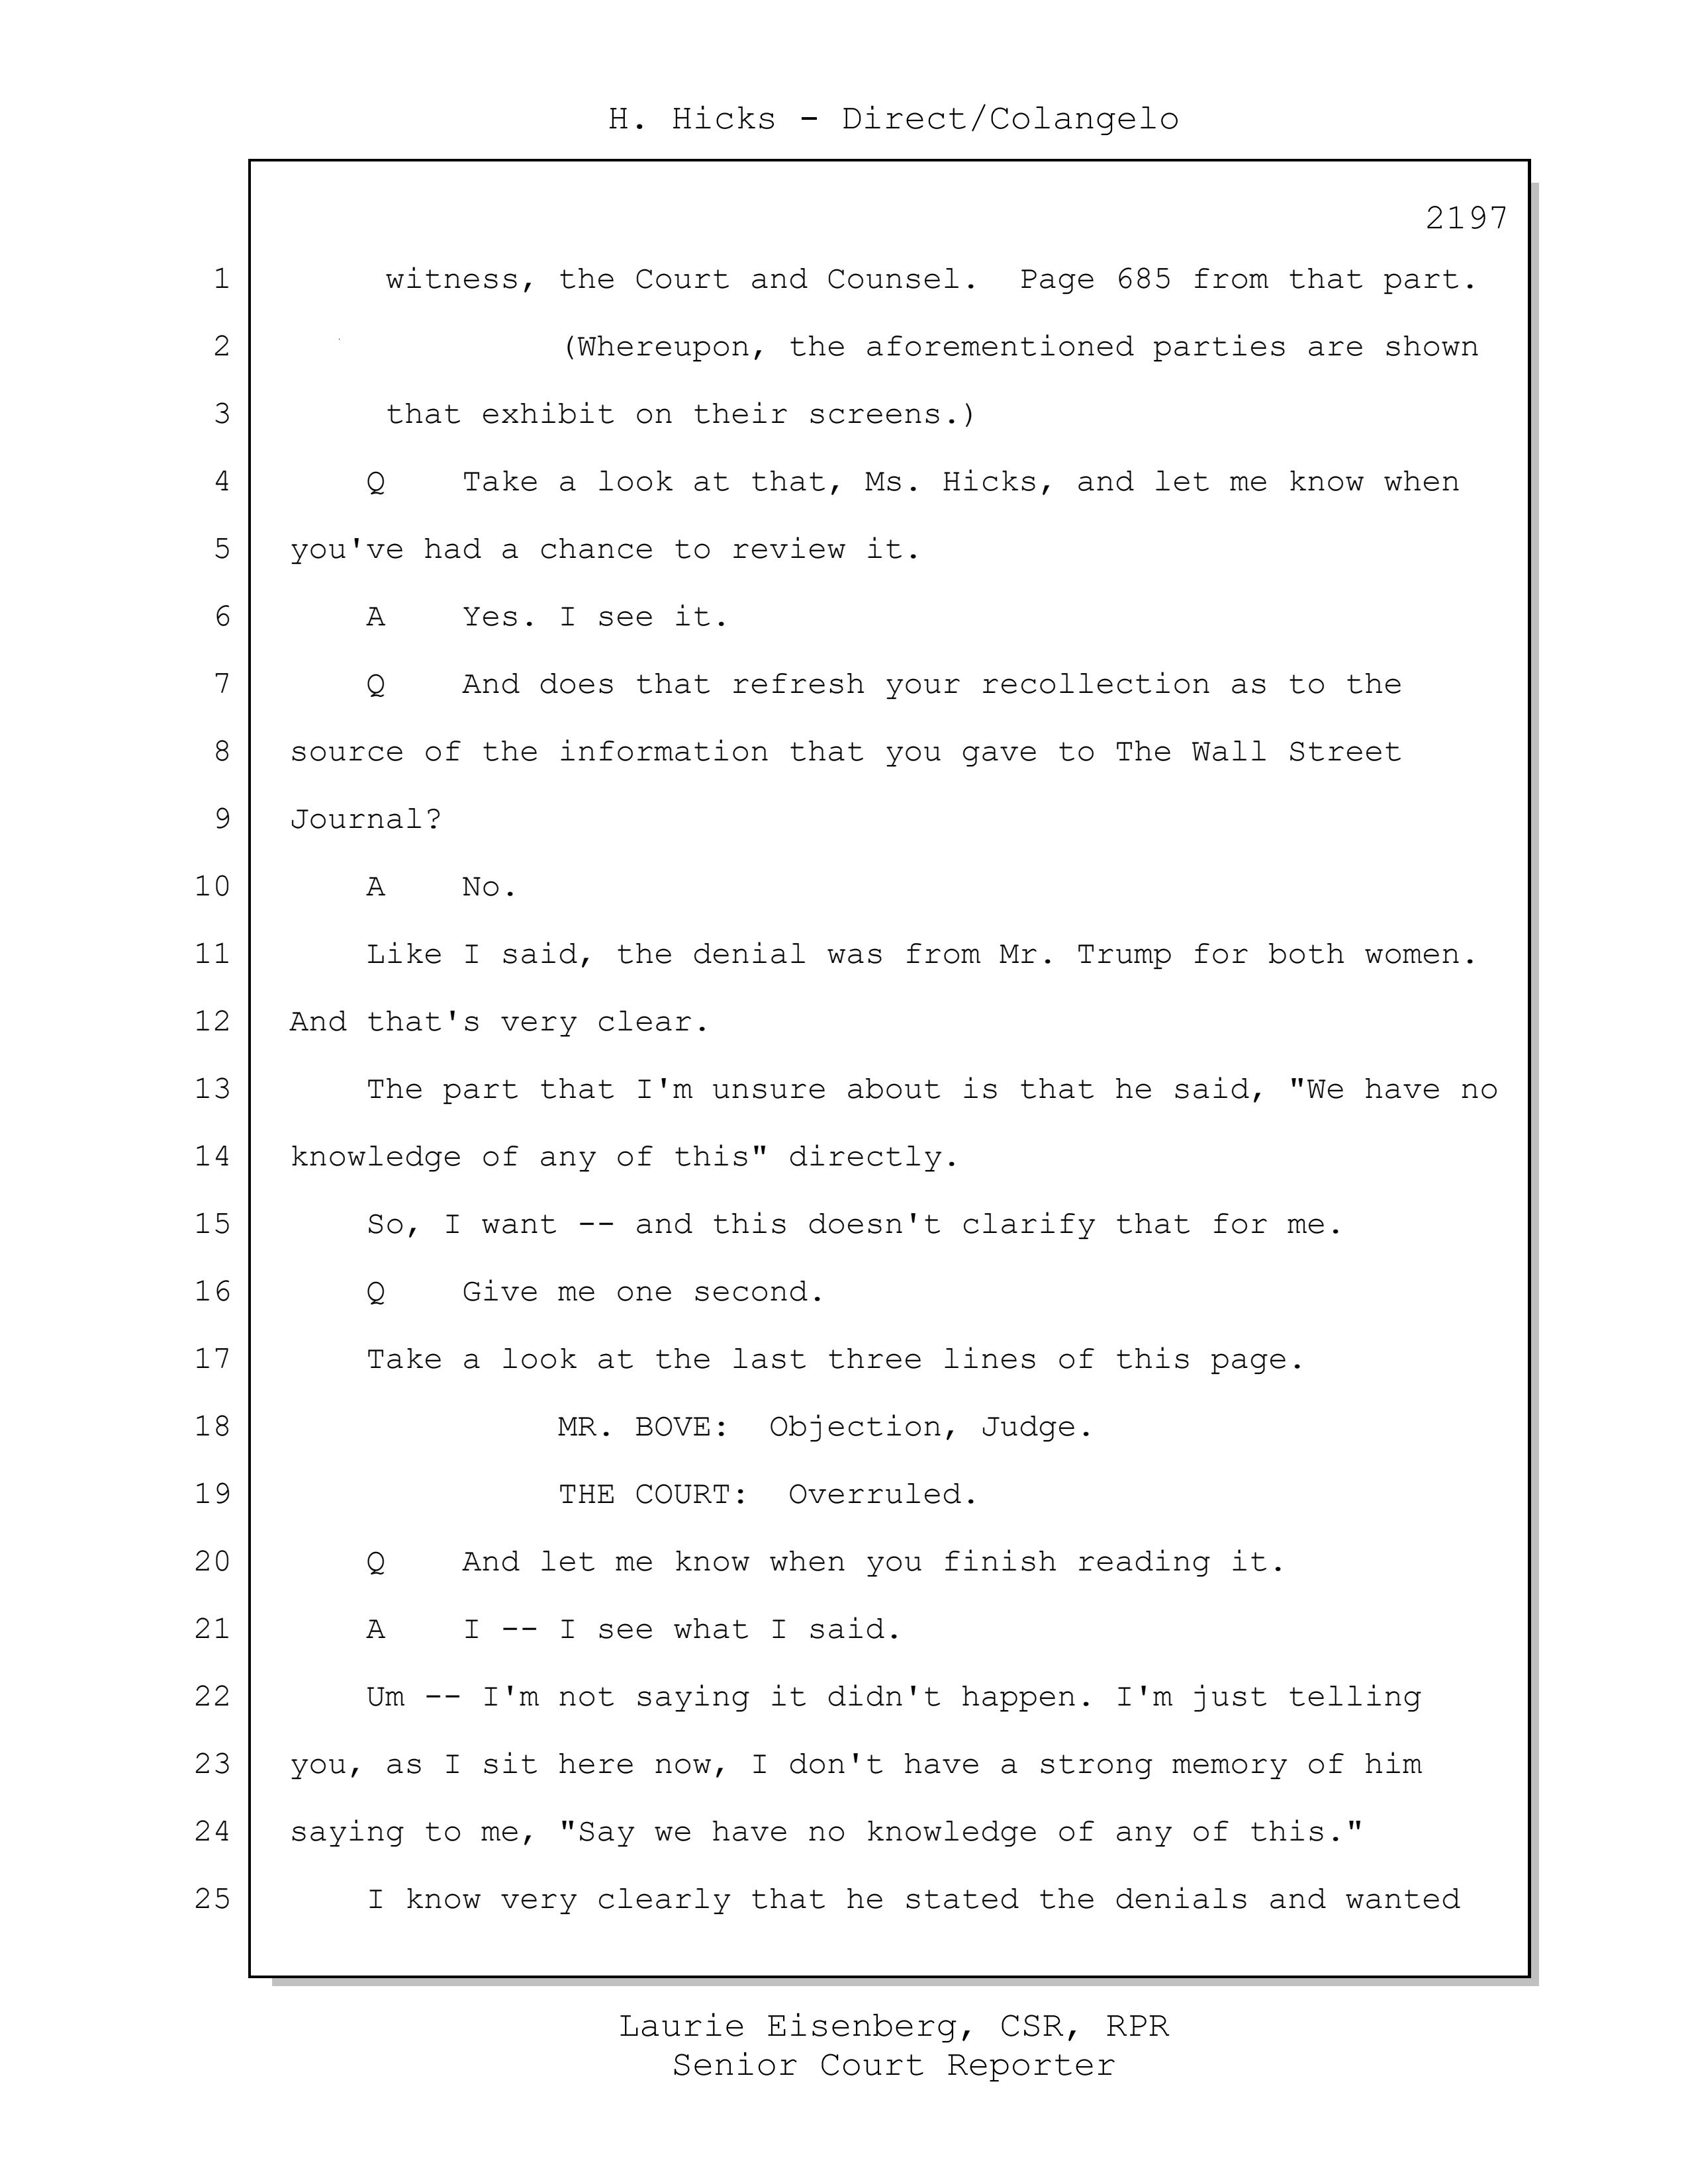 H. Hicks - Direct/Colangelo
2197
1 witness, the Court and Counsel. Page 685 from that part.
2 (Whereupon, the aforementioned parties are shown
3 that exhibit on their screens.)
4 Q Take a look at that, Ms. Hicks, and let me know when
5 you've had a chance to review it.
6 A Yes. I see it.
7 Q And does that refresh your recollection as to the
8 source of the information that you gave to The Wall Street
9 Journal?
10 A No.
11 Like I said, the denial was from Mr. Trump for both women.
12 And that's very clear.
13 The part that I'm unsure about is that he said, "We have no
14 knowledge of any of this" directly.
15 So, I want -- and this doesn't clarify that for me.
16 Q Give me one second.
17 Take a look at the last three lines of this page.
18 MR. BOVE: Objection, Judge.
19 THE COURT: Overruled.
20 Q And let me know when you finish reading it.
21 A I -- I see what I said.
22 Um -- I'm not saying it didn't happen. I'm just telling
23 you, as I sit here now, I don't have a strong memory of him
24 saying to me, "Say we have no knowledge of any of this."
25 I know very clearly that he stated the denials and wanted
Laurie Eisenberg, CSR, RPR
Senior Court Reporter